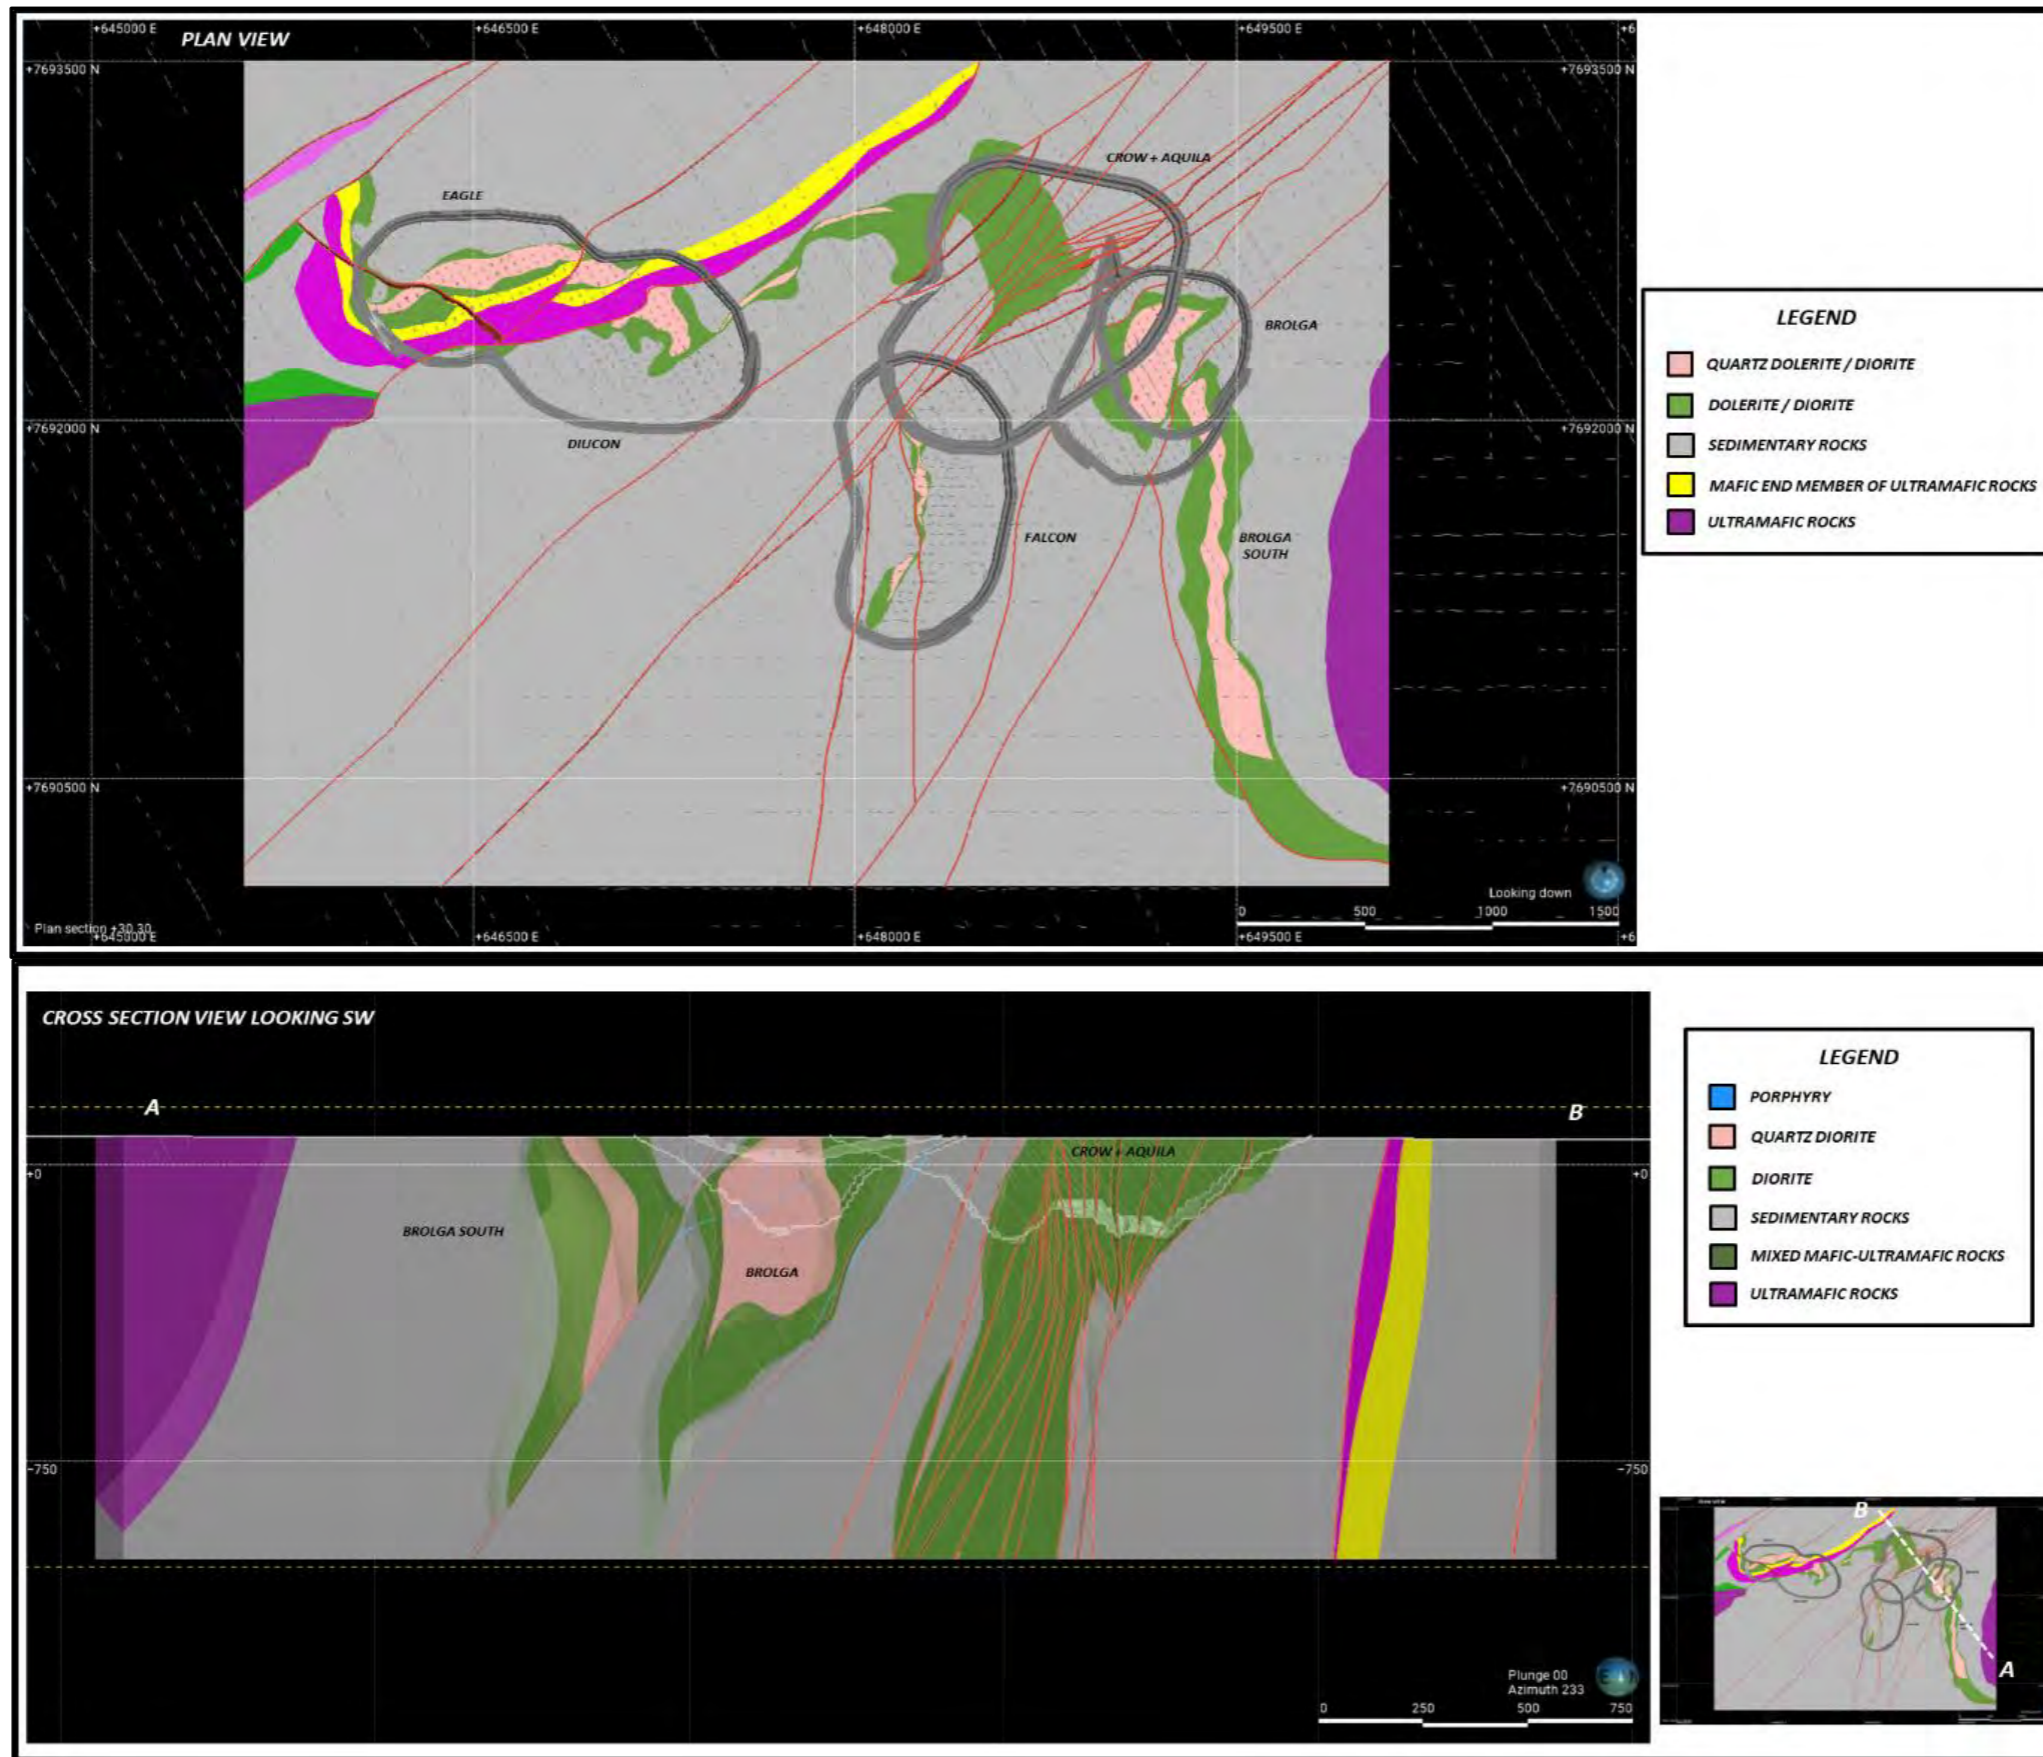 +645000 E
+646500 E
+648000 E
+649500 E
+6
PLAN VIEW
+7693500 N
+7693500 N
CROW + AQUILA
EAGLE
BROLGA
+7692000 N
+7692000 N
DIUCON
FALCON
BROLGA
SOUTH
+7690500 N
+7690500 N
Looking down
0 500 1000 1500
Plan section +30.30
+645000 E
+646500 E
+648000 E
+649500 E
+6
LEGEND
QUARTZ DOLERITE / DIORITE
DOLERITE / DIORITE
SEDIMENTARY ROCKS
MAFIC END MEMBER OF ULTRAMAFIC ROCKS
ULTRAMAFIC ROCKS
CROSS SECTION VIEW LOOKING SW
A
B
CROW + AQUILA
+0
+0
BROLGA SOUTH
BROLGA
-750
-750
Plunge 00
Azimuth 233
0 250 500 750
LEGEND
PORPHYRY
QUARTZ DIORITE
DIORITE
SEDIMENTARY ROCKS
MIXED MAFIC-ULTRAMAFIC ROCKS
ULTRAMAFIC ROCKS
B
A